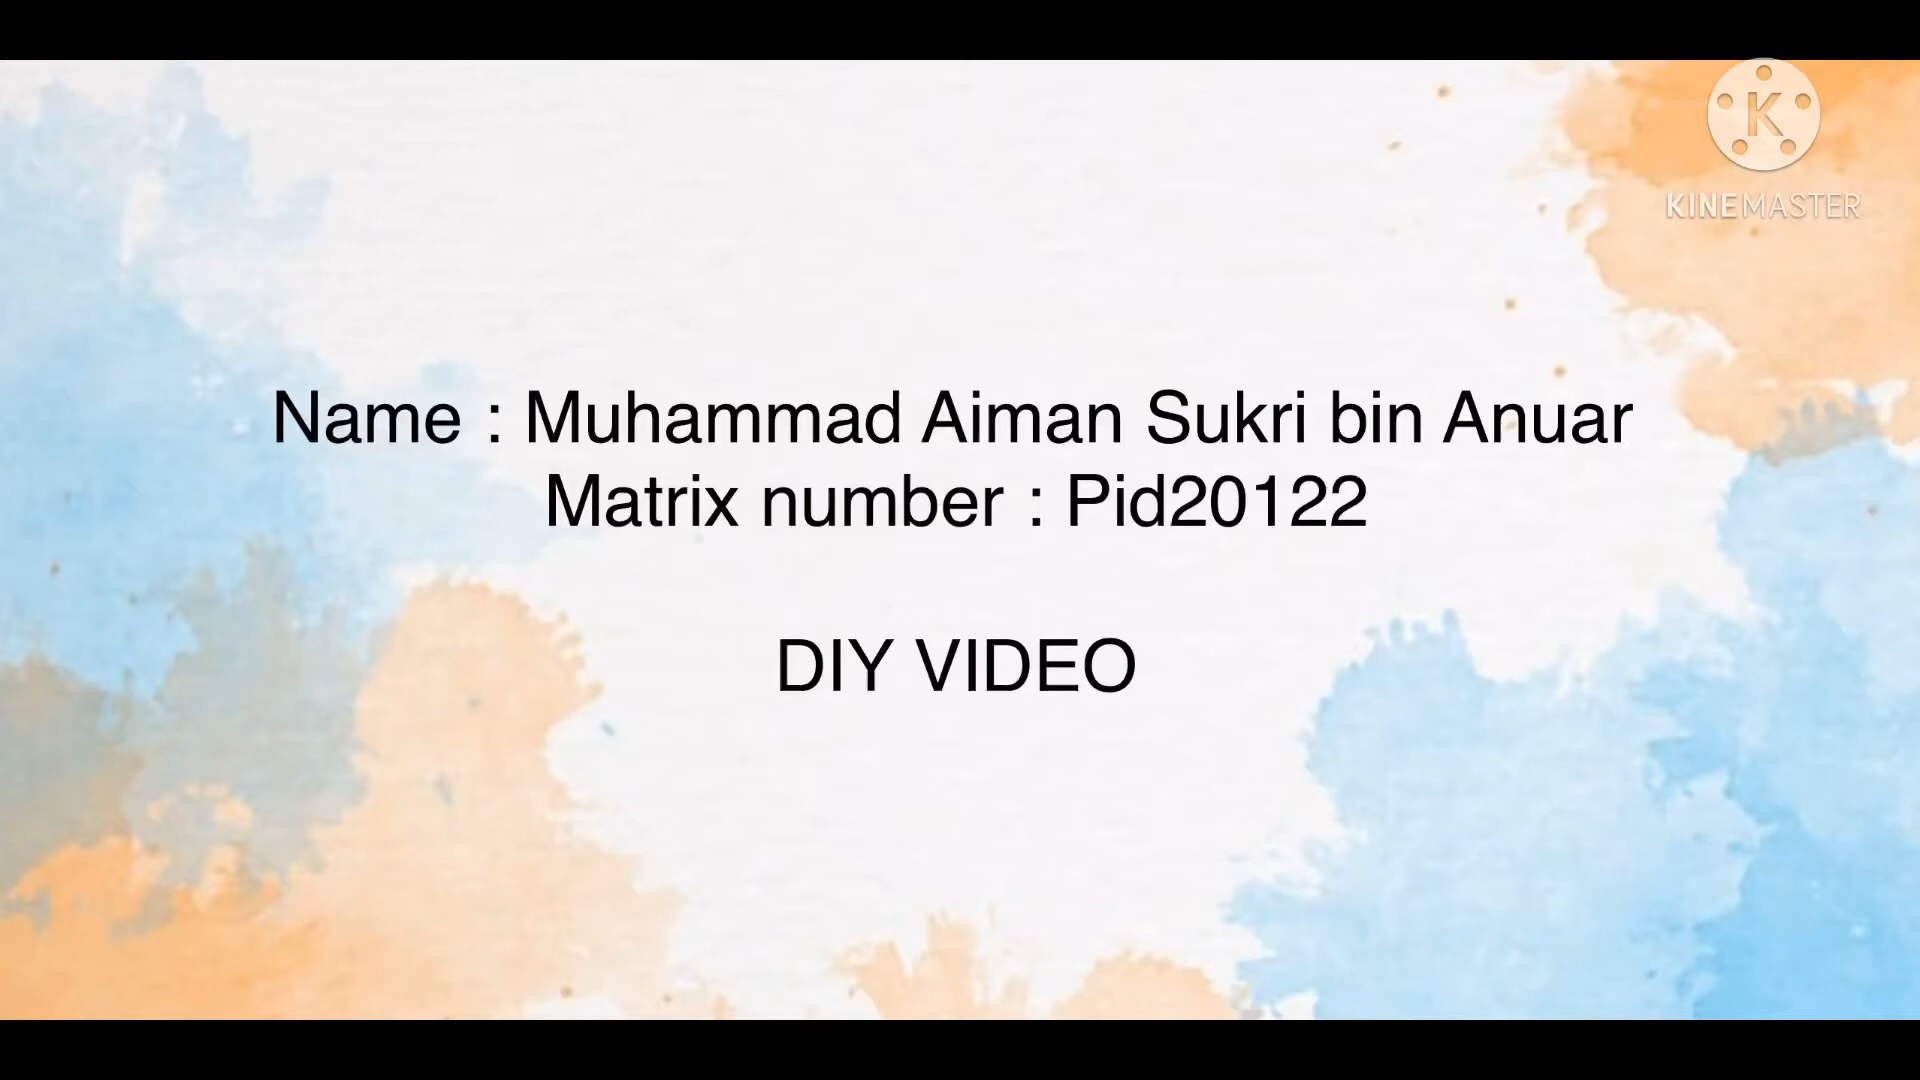 K
KINEMASTER
Name : Muhammad Aiman Sukri bin Anuar
Matrix number : Pid20122
DIY VIDEO